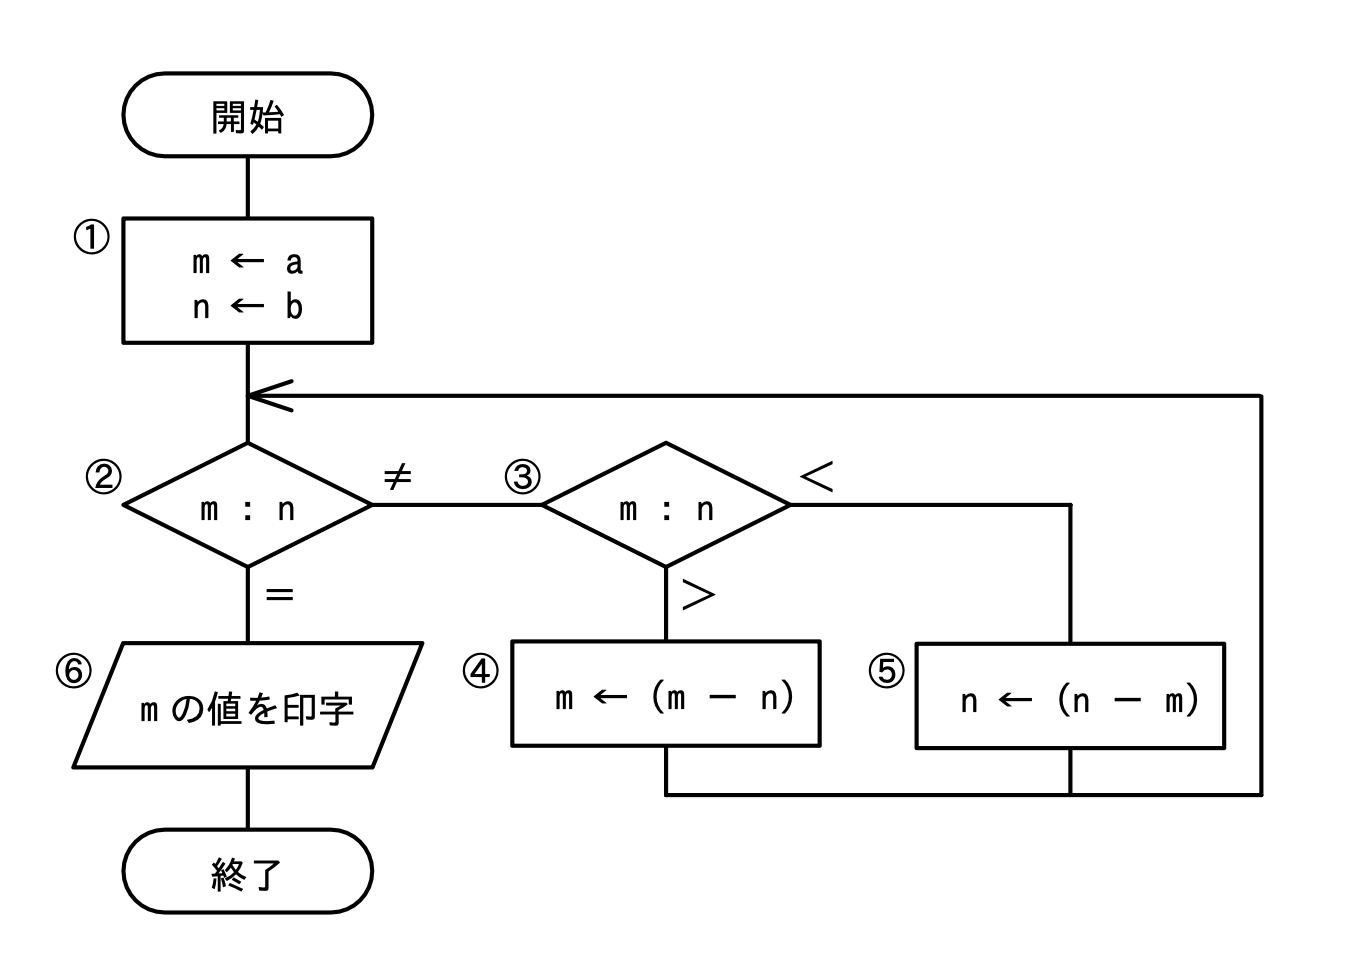 開始
①
m ← a
n ← b
②
m : n
≠
③
m : n
<
=
>
⑥
m の値を印字
④
m ← (m － n)
⑤
n ← (n － m)
終了